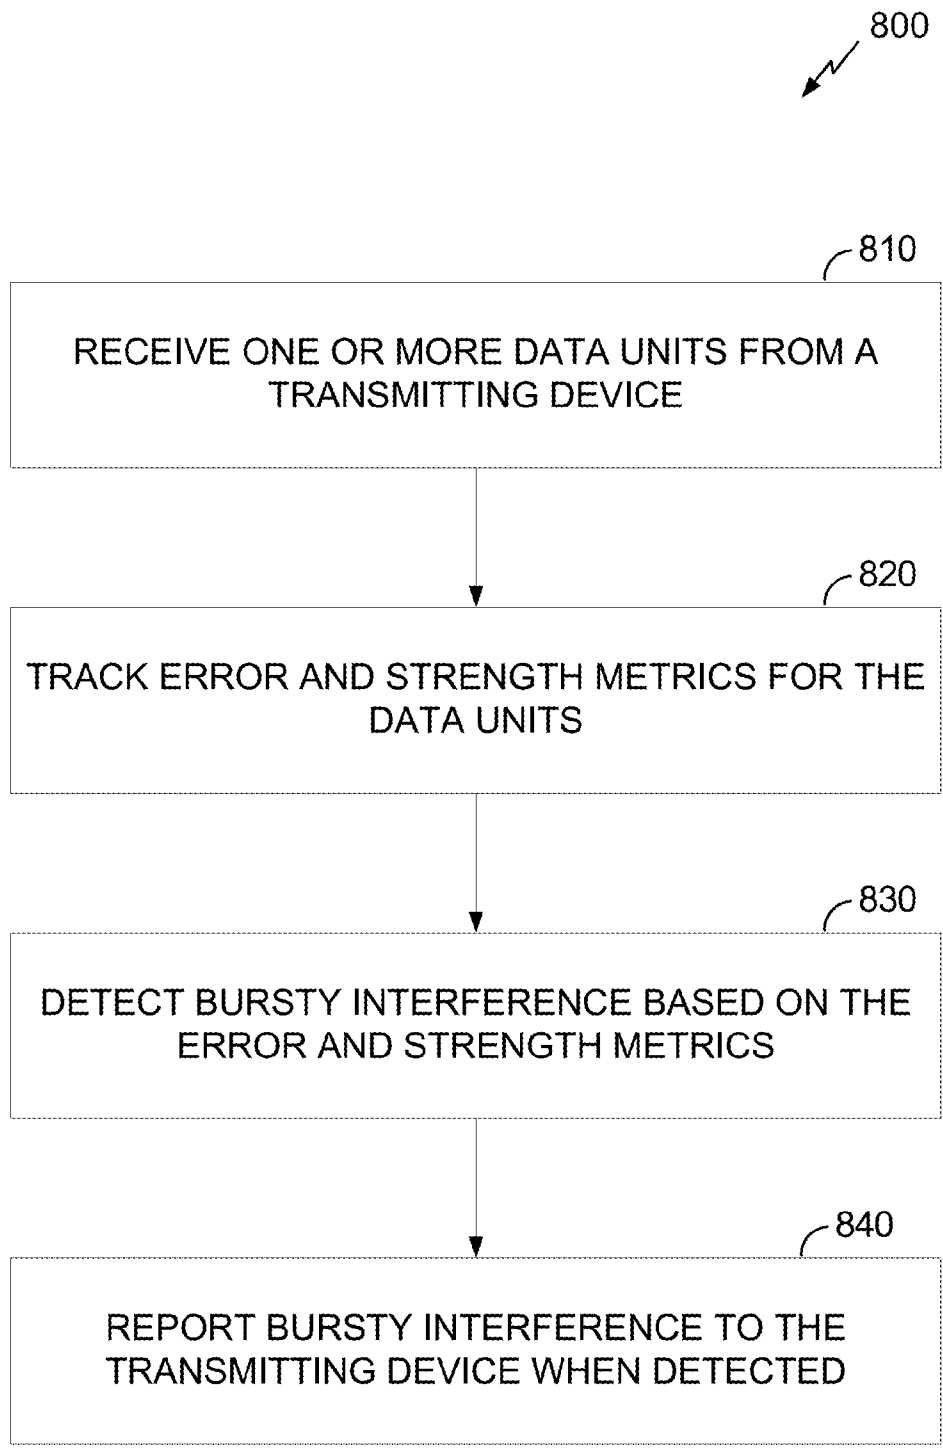 800
810
RECEIVE ONE OR MORE DATA UNITS FROM A
TRANSMITTING DEVICE
820
TRACK ERROR AND STRENGTH METRICS FOR THE
DATA UNITS
830
DETECT BURSTY INTERFERENCE BASED ON THE
ERROR AND STRENGTH METRICS
840
REPORT BURSTY INTERFERENCE TO THE
TRANSMITTING DEVICE WHEN DETECTED